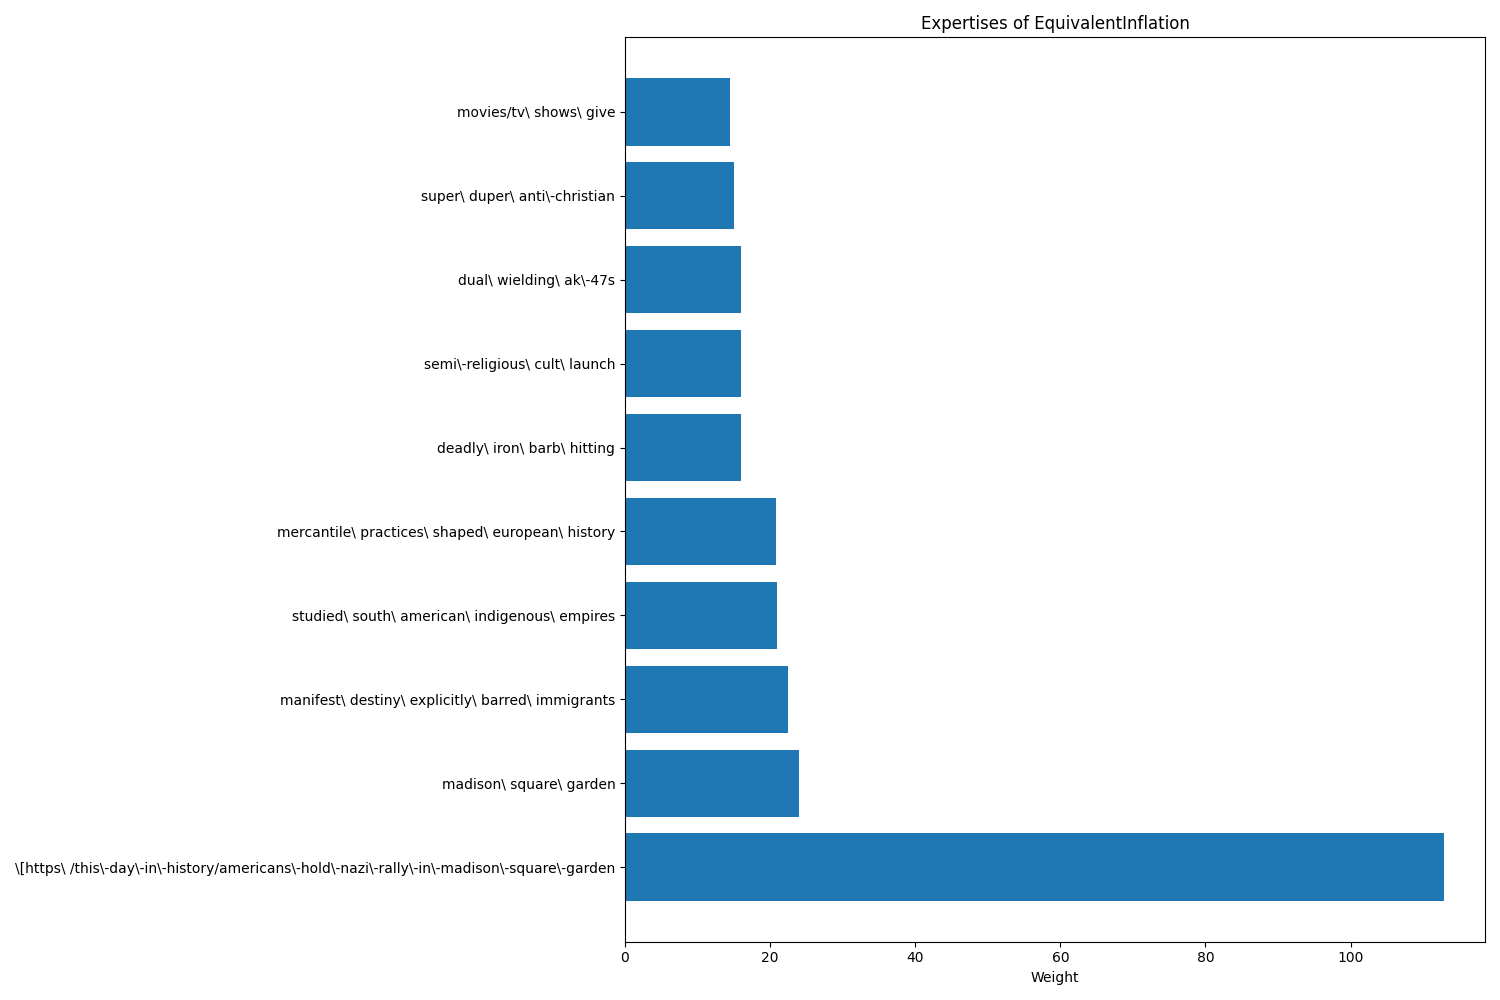 Expertises of EquivalentInflation
movies/tv\ shows\ give
super\ duper\ anti\-christian
dual\ wielding\ ak\-47s
semi\-religious\ cult\ launch
deadly\ iron\ barb\ hitting
mercantile\ practices\ shaped\ european\ history
studied\ south\ american\ indigenous\ empires
manifest\ destiny\ explicitly\ barred\ immigrants
madison\ square\ garden
\[https\ /this\-day\-in\-history/americans\-hold\-nazi\-rally\-in\-madison\-square\-garden
0 20 40 60 80 100
Weight